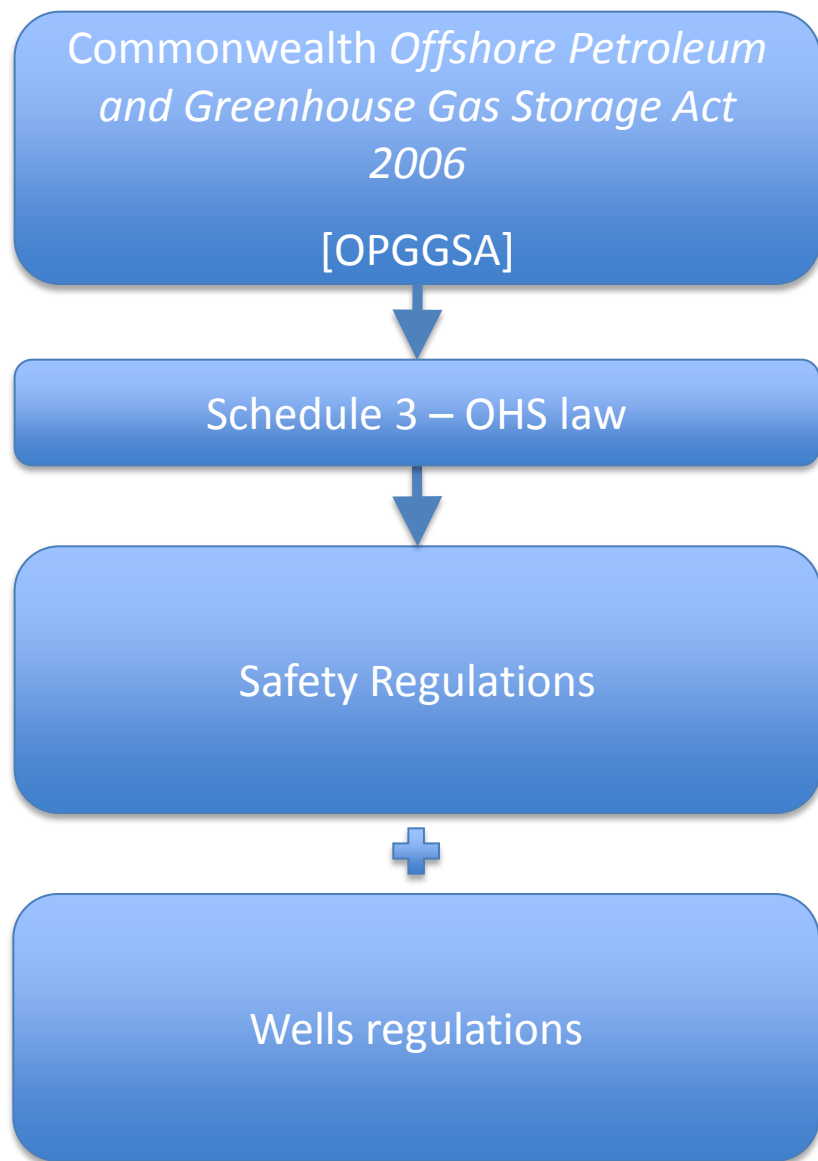 Commonwealth Offshore Petroleum
and Greenhouse Gas Storage Act
2006
[OPGGSA]
Schedule 3 – OHS law
Safety Regulations
Wells regulations